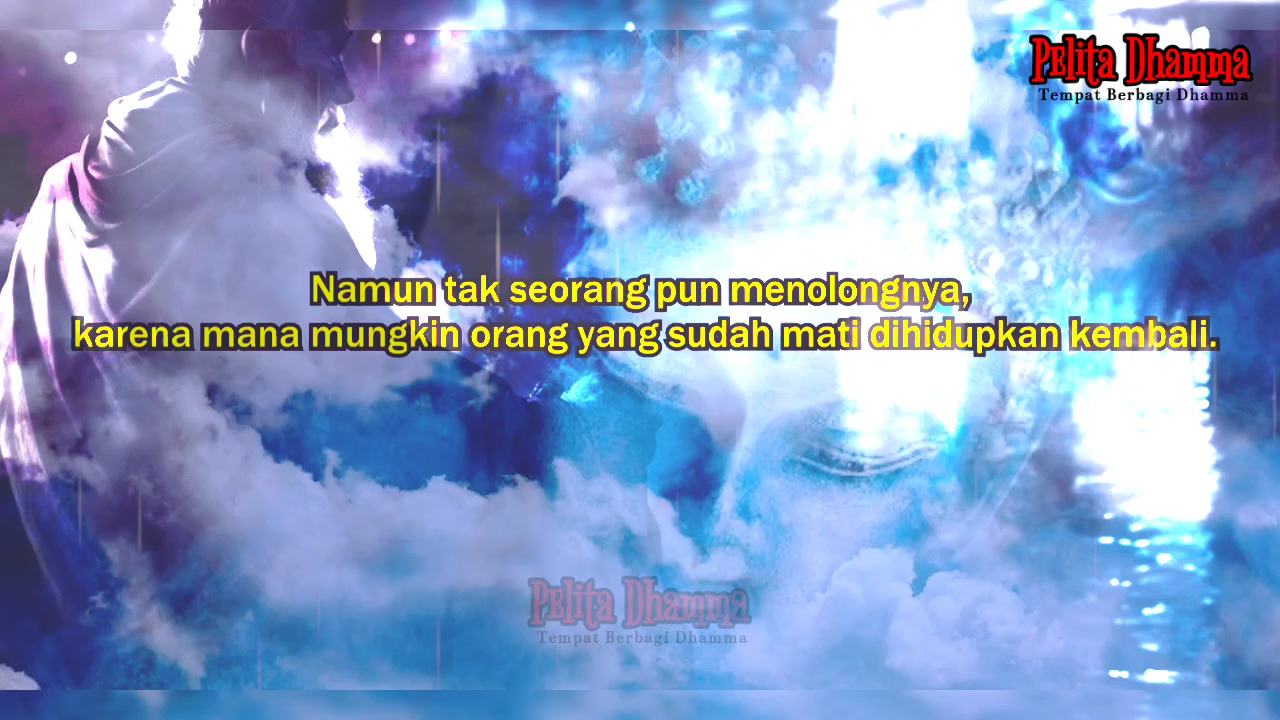 Pelita Dhamma
Tempat Berbagi Dhamma
Namun tak seorang pun menolongnya,
karena mana mungkin orang yang sudah mati dihidupkan kembali.
Pelita Dhamma
Tempat Berbagi Dhamma